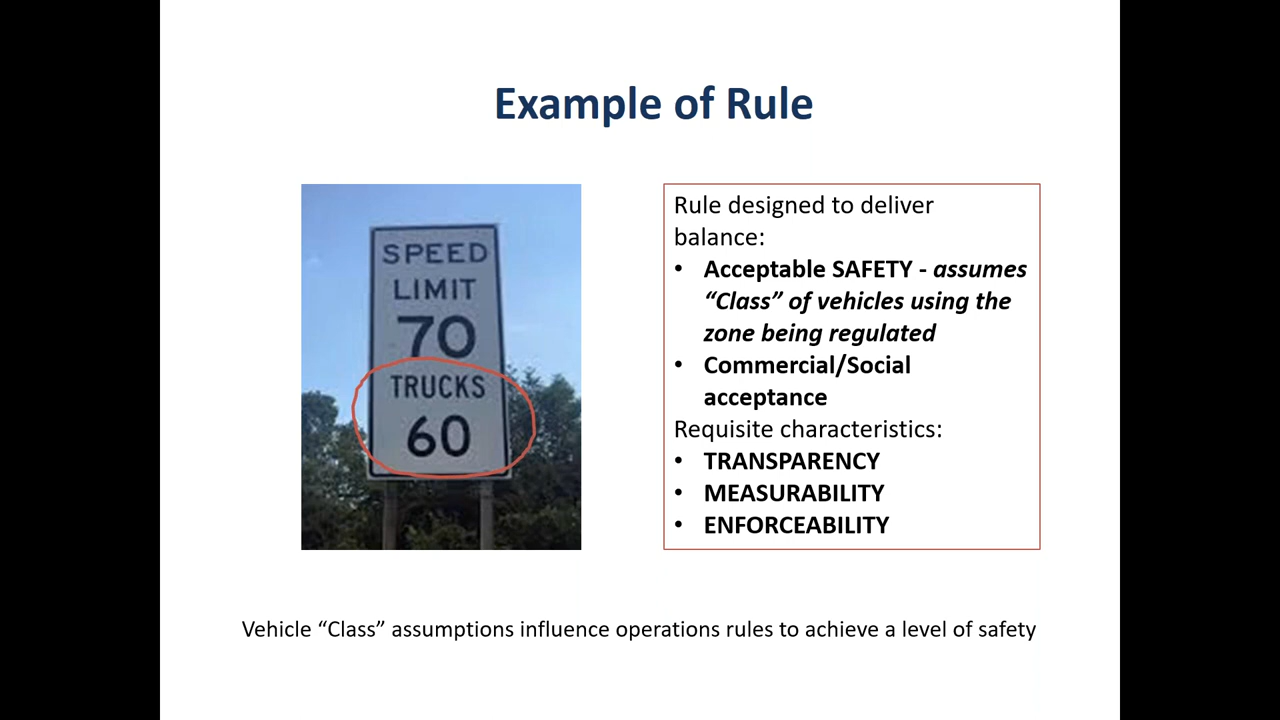 Example of Rule
SPEED
LIMIT
70
TRUCKS
60
Rule designed to deliver
balance:
• Acceptable SAFETY - assumes
“Class” of vehicles using the
zone being regulated
• Commercial/Social
acceptance
Requisite characteristics:
• TRANSPARENCY
• MEASURABILITY
• ENFORCEABILITY
Vehicle “Class” assumptions influence operations rules to achieve a level of safety